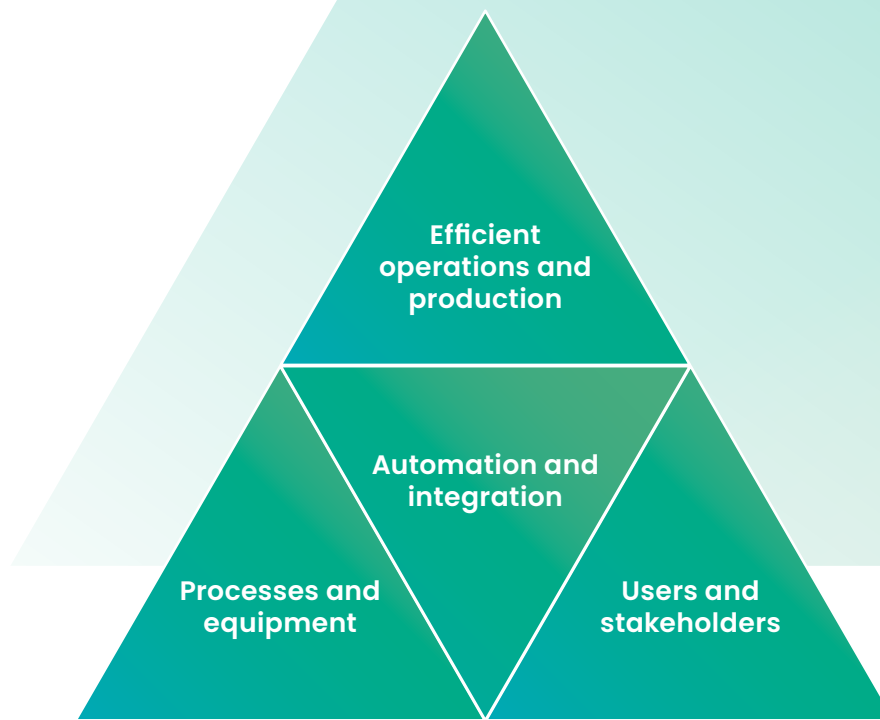 Efficient
operations and
production
Automation and
integration
Processes and
equipment
Users and
stakeholders